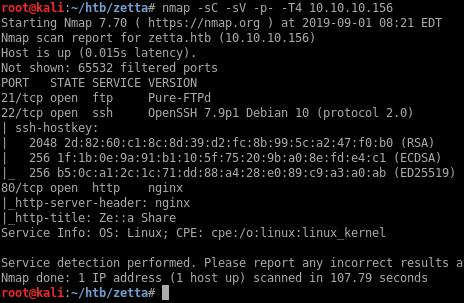 root@kali:~/htb/zetta# nmap -sC -sV -p- -T4 10.10.10.156
Starting Nmap 7.70 ( https://nmap.org ) at 2019-09-01 08:21 EDT
Nmap scan report for zetta.htb (10.10.10.156)
Host is up (0.015s latency).
Not shown: 65532 filtered ports
PORT   STATE SERVICE VERSION
21/tcp open  ftp     Pure-FTPd
22/tcp open  ssh     OpenSSH 7.9p1 Debian 10 (protocol 2.0)
| ssh-hostkey:
|   2048 2d:82:60:c1:8c:8d:39:d2:fc:8b:99:5c:a2:47:f0:b0 (RSA)
|   256 1f:1b:0e:9a:91:b1:10:5f:75:20:9b:a0:8e:fd:e4:c1 (ECDSA)
|_  256 b5:0c:a1:2c:1c:71:dd:88:a4:28:e0:89:c9:a3:a0:ab (ED25519)
80/tcp open  http    nginx
|_http-server-header: nginx
|_http-title: Ze::a Share
Service Info: OS: Linux; CPE: cpe:/o:linux:linux_kernel
Service detection performed. Please report any incorrect results a
Nmap done: 1 IP address (1 host up) scanned in 107.79 seconds
root@kali:~/htb/zetta#